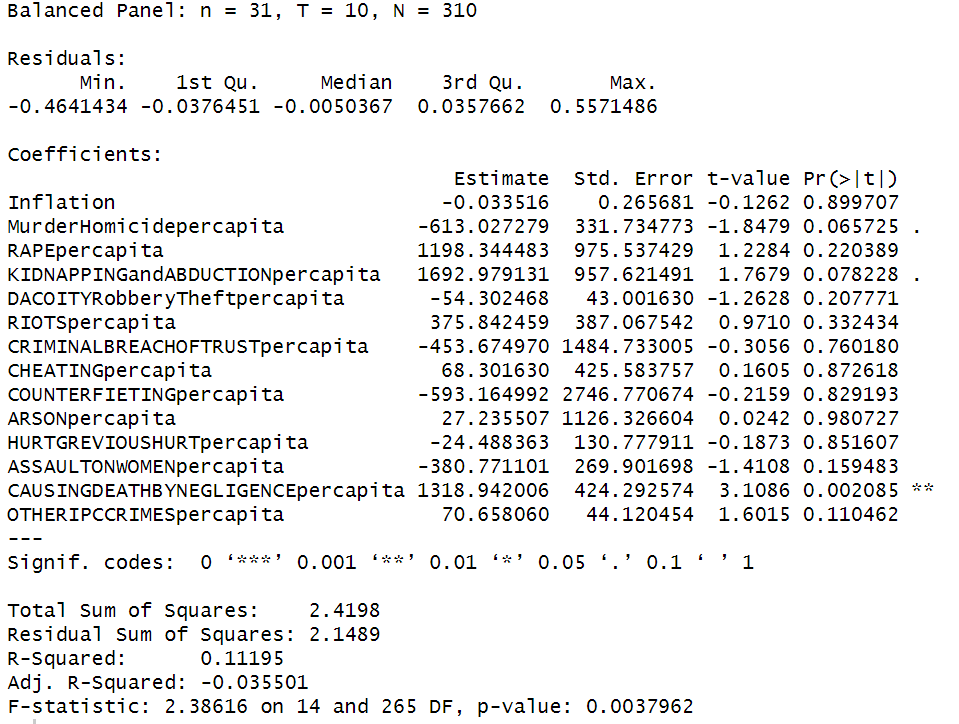 Balanced Panel: n = 31, T = 10, N = 310
Residuals:
Min. 1st Qu. Median 3rd Qu. Max.
-0.4641434 -0.0376451 -0.0050367 0.0357662 0.5571486
Coefficients:
Estimate Std. Error t-value Pr(>|t|)
Inflation -0.033516 0.265681 -0.1262 0.899707
MurderHomicidepercapita -613.027279 331.734773 -1.8479 0.065725 .
RAPEpercapita 1198.344483 975.537429 1.2284 0.220389
KIDNAPPINGandABDUCTIONpercapita 1692.979131 957.621491 1.7679 0.078228 .
DACOITYRobberyTheftpercapita -54.302468 43.001630 -1.2628 0.207771
RIOTSpercapita 375.842459 387.067542 0.9710 0.332434
CRIMINALBREACHOFTRUSTpercapita -453.674970 1484.733005 -0.3056 0.760180
CHEATINGpercapita 68.301630 425.583757 0.1605 0.872618
COUNTERFIETINGpercapita -593.164992 2746.770674 -0.2159 0.829193
ARSONpercapita 27.235507 1126.326604 0.0242 0.980727
HURTGREVIOUSHURTpercapita -24.488363 130.777911 -0.1873 0.851607
ASSAULTONWOMENpercapita -380.771101 269.901698 -1.4108 0.159483
CAUSINGDEATHBYNEGLIGENCEpercapita 1318.942006 424.292574 3.1086 0.002085 **
OTHERIPCCRIMESpercapita 70.658060 44.120454 1.6015 0.110462
---
Signif. codes: 0 ‘***’ 0.001 ‘**’ 0.01 ‘*’ 0.05 ‘.’ 0.1 ‘ ’ 1
Total Sum of Squares: 2.4198
Residual Sum of Squares: 2.1489
R-Squared: 0.11195
Adj. R-Squared: -0.035501
F-statistic: 2.38616 on 14 and 265 DF, p-value: 0.0037962